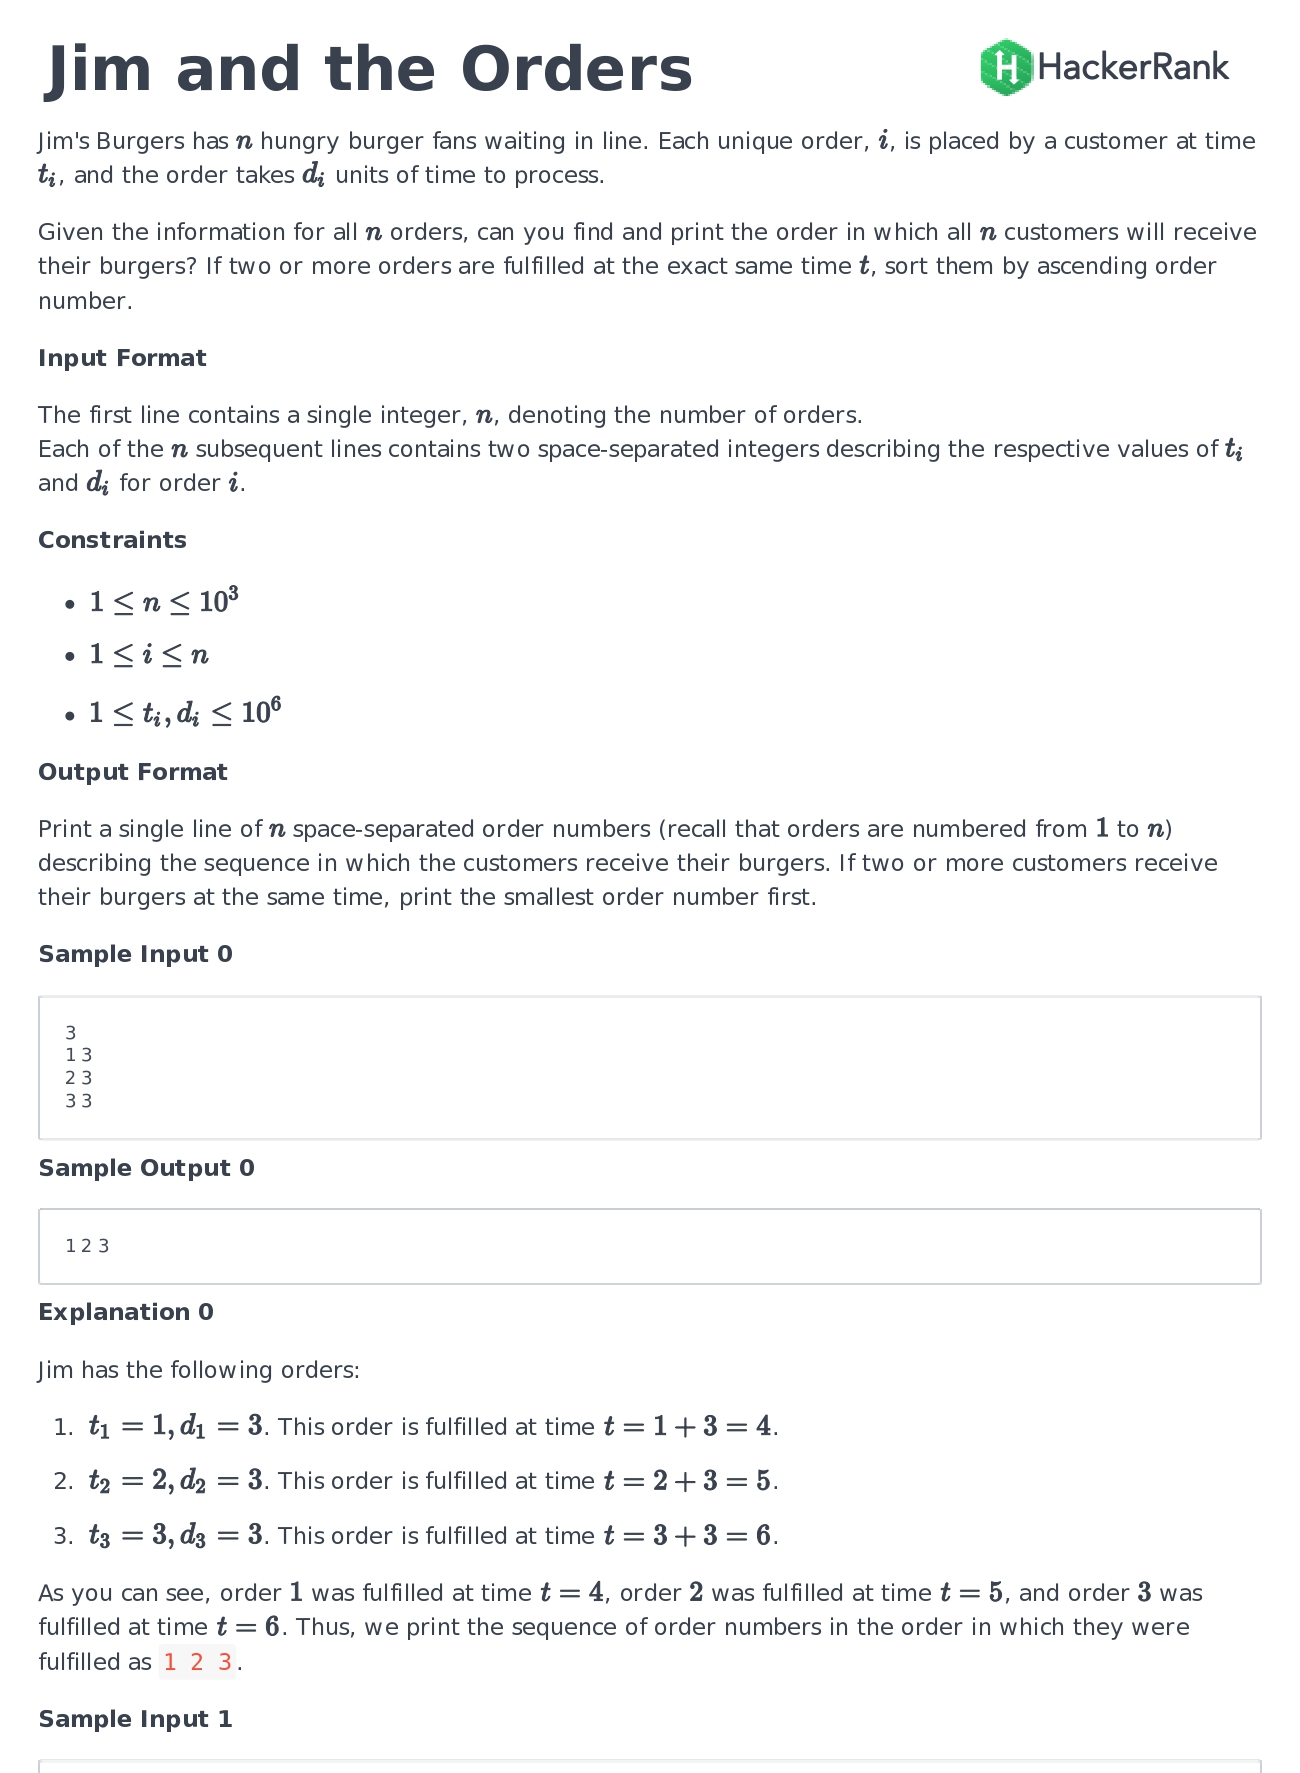 Jim and the Orders
HackerRank
Jim's Burgers has n hungry burger fans waiting in line. Each unique order, i, is placed by a customer at time
t_i, and the order takes d_i units of time to process.
Given the information for all n orders, can you find and print the order in which all n customers will receive
their burgers? If two or more orders are fulfilled at the exact same time t, sort them by ascending order
number.
Input Format
The first line contains a single integer, n, denoting the number of orders.
Each of the n subsequent lines contains two space-separated integers describing the respective values of t_i
and d_i for order i.
Constraints
• 1 ≤ n ≤ 10^3
• 1 ≤ i ≤ n
• 1 ≤ t_i, d_i ≤ 10^6
Output Format
Print a single line of n space-separated order numbers (recall that orders are numbered from 1 to n)
describing the sequence in which the customers receive their burgers. If two or more customers receive
their burgers at the same time, print the smallest order number first.
Sample Input 0
3
1 3
2 3
3 3
Sample Output 0
1 2 3
Explanation 0
Jim has the following orders:
1. t_1 = 1, d_1 = 3. This order is fulfilled at time t = 1 + 3 = 4.
2. t_2 = 2, d_2 = 3. This order is fulfilled at time t = 2 + 3 = 5.
3. t_3 = 3, d_3 = 3. This order is fulfilled at time t = 3 + 3 = 6.
As you can see, order 1 was fulfilled at time t = 4, order 2 was fulfilled at time t = 5, and order 3 was
fulfilled at time t = 6. Thus, we print the sequence of order numbers in the order in which they were
fulfilled as 1 2 3.
Sample Input 1